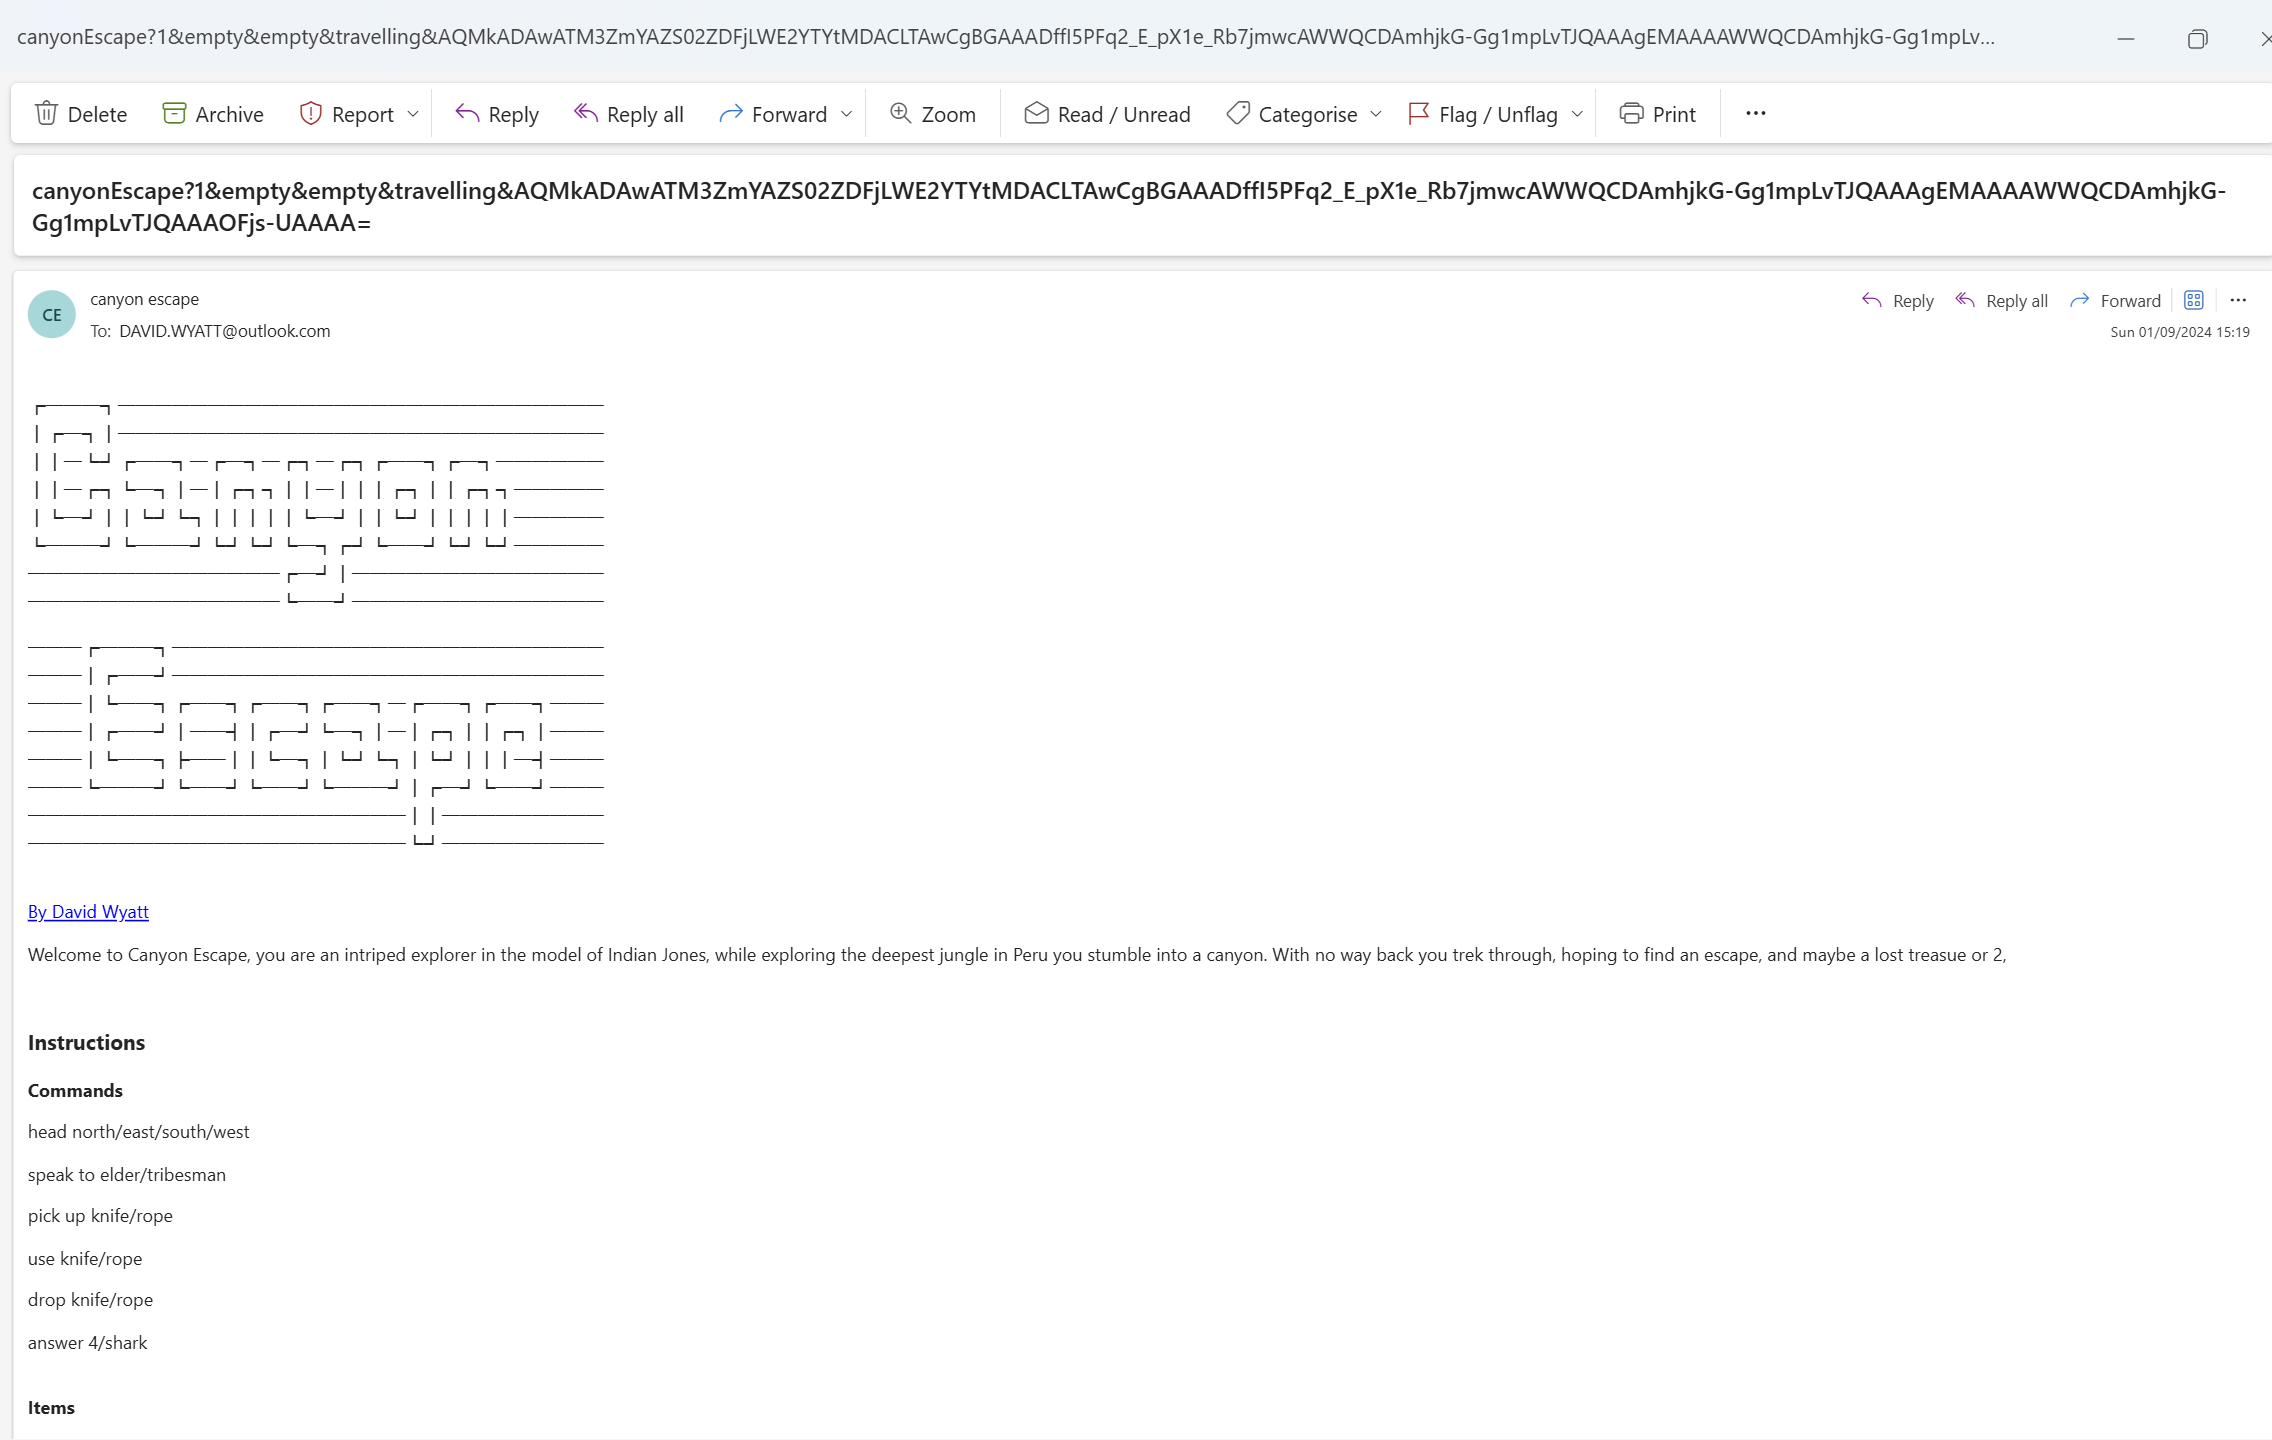 canyonEscape?1&empty&empty&travelling&AQMkADAwATM3ZmYAZS02ZDFjLWE2YTYtMDACLTAwCgBGAAADffI5PFq2_E_pX1e_Rb7jmwcAWWQCDAmhjkG-Gg1mpLvTJQAAAgEMAAAAWWQCDAmhjkG-Gg1mpLv...
Delete Archive Report Reply Reply all Forward Zoom Read / Unread Categorise Flag / Unflag Print
canyonEscape?1&empty&empty&travelling&AQMkADAwATM3ZmYAZS02ZDFjLWE2YTYtMDACLTAwCgBGAAADffI5PFq2_E_pX1e_Rb7jmwcAWWQCDAmhjkG-Gg1mpLvTJQAAAgEMAAAAWWQCDAmhjkG-
Gg1mpLvTJQAAAOFjs-UAAAA=
CE
canyon escape
To: DAVID.WYATT@outlook.com
Reply Reply all Forward
Sun 01/09/2024 15:19
Canyon
Escape
By David Wyatt
Welcome to Canyon Escape, you are an intriped explorer in the model of Indian Jones, while exploring the deepest jungle in Peru you stumble into a canyon. With no way back you trek through, hoping to find an escape, and maybe a lost treasue or 2,
Instructions
Commands
head north/east/south/west
speak to elder/tribesman
pick up knife/rope
use knife/rope
drop knife/rope
answer 4/shark
Items